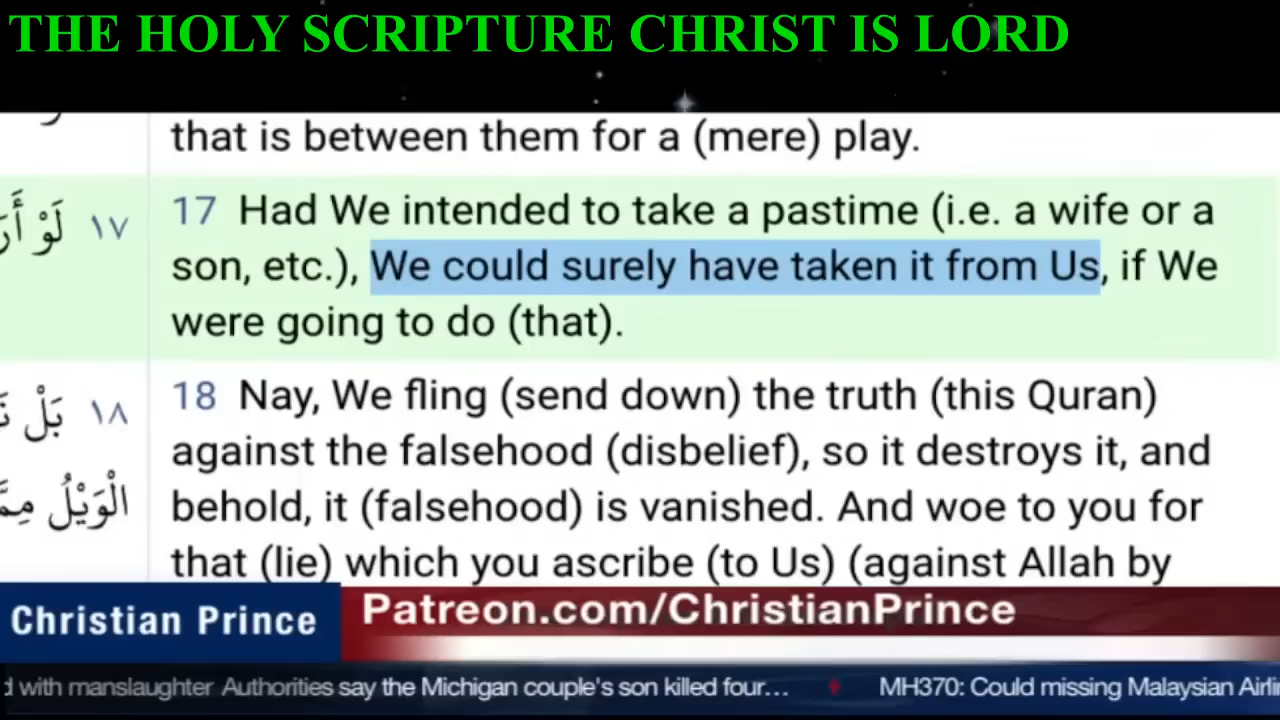 THE HOLY SCRIPTURE CHRIST IS LORD
that is between them for a (mere) play.
١٧ لَوْ
17 Had We intended to take a pastime (i.e. a wife or a
son, etc.), We could surely have taken it from Us, if We
were going to do (that).
١٨ بَلْ
18 Nay, We fling (send down) the truth (this Quran)
against the falsehood (disbelief), so it destroys it, and
الْوَيْلُ
behold, it (falsehood) is vanished. And woe to you for
that (lie) which you ascribe (to Us) (against Allah by
Christian Prince
Patreon.com/ChristianPrince
with manslaughter Authorities say the Michigan couple's son killed four... ♦ MH370: Could missing Malaysian